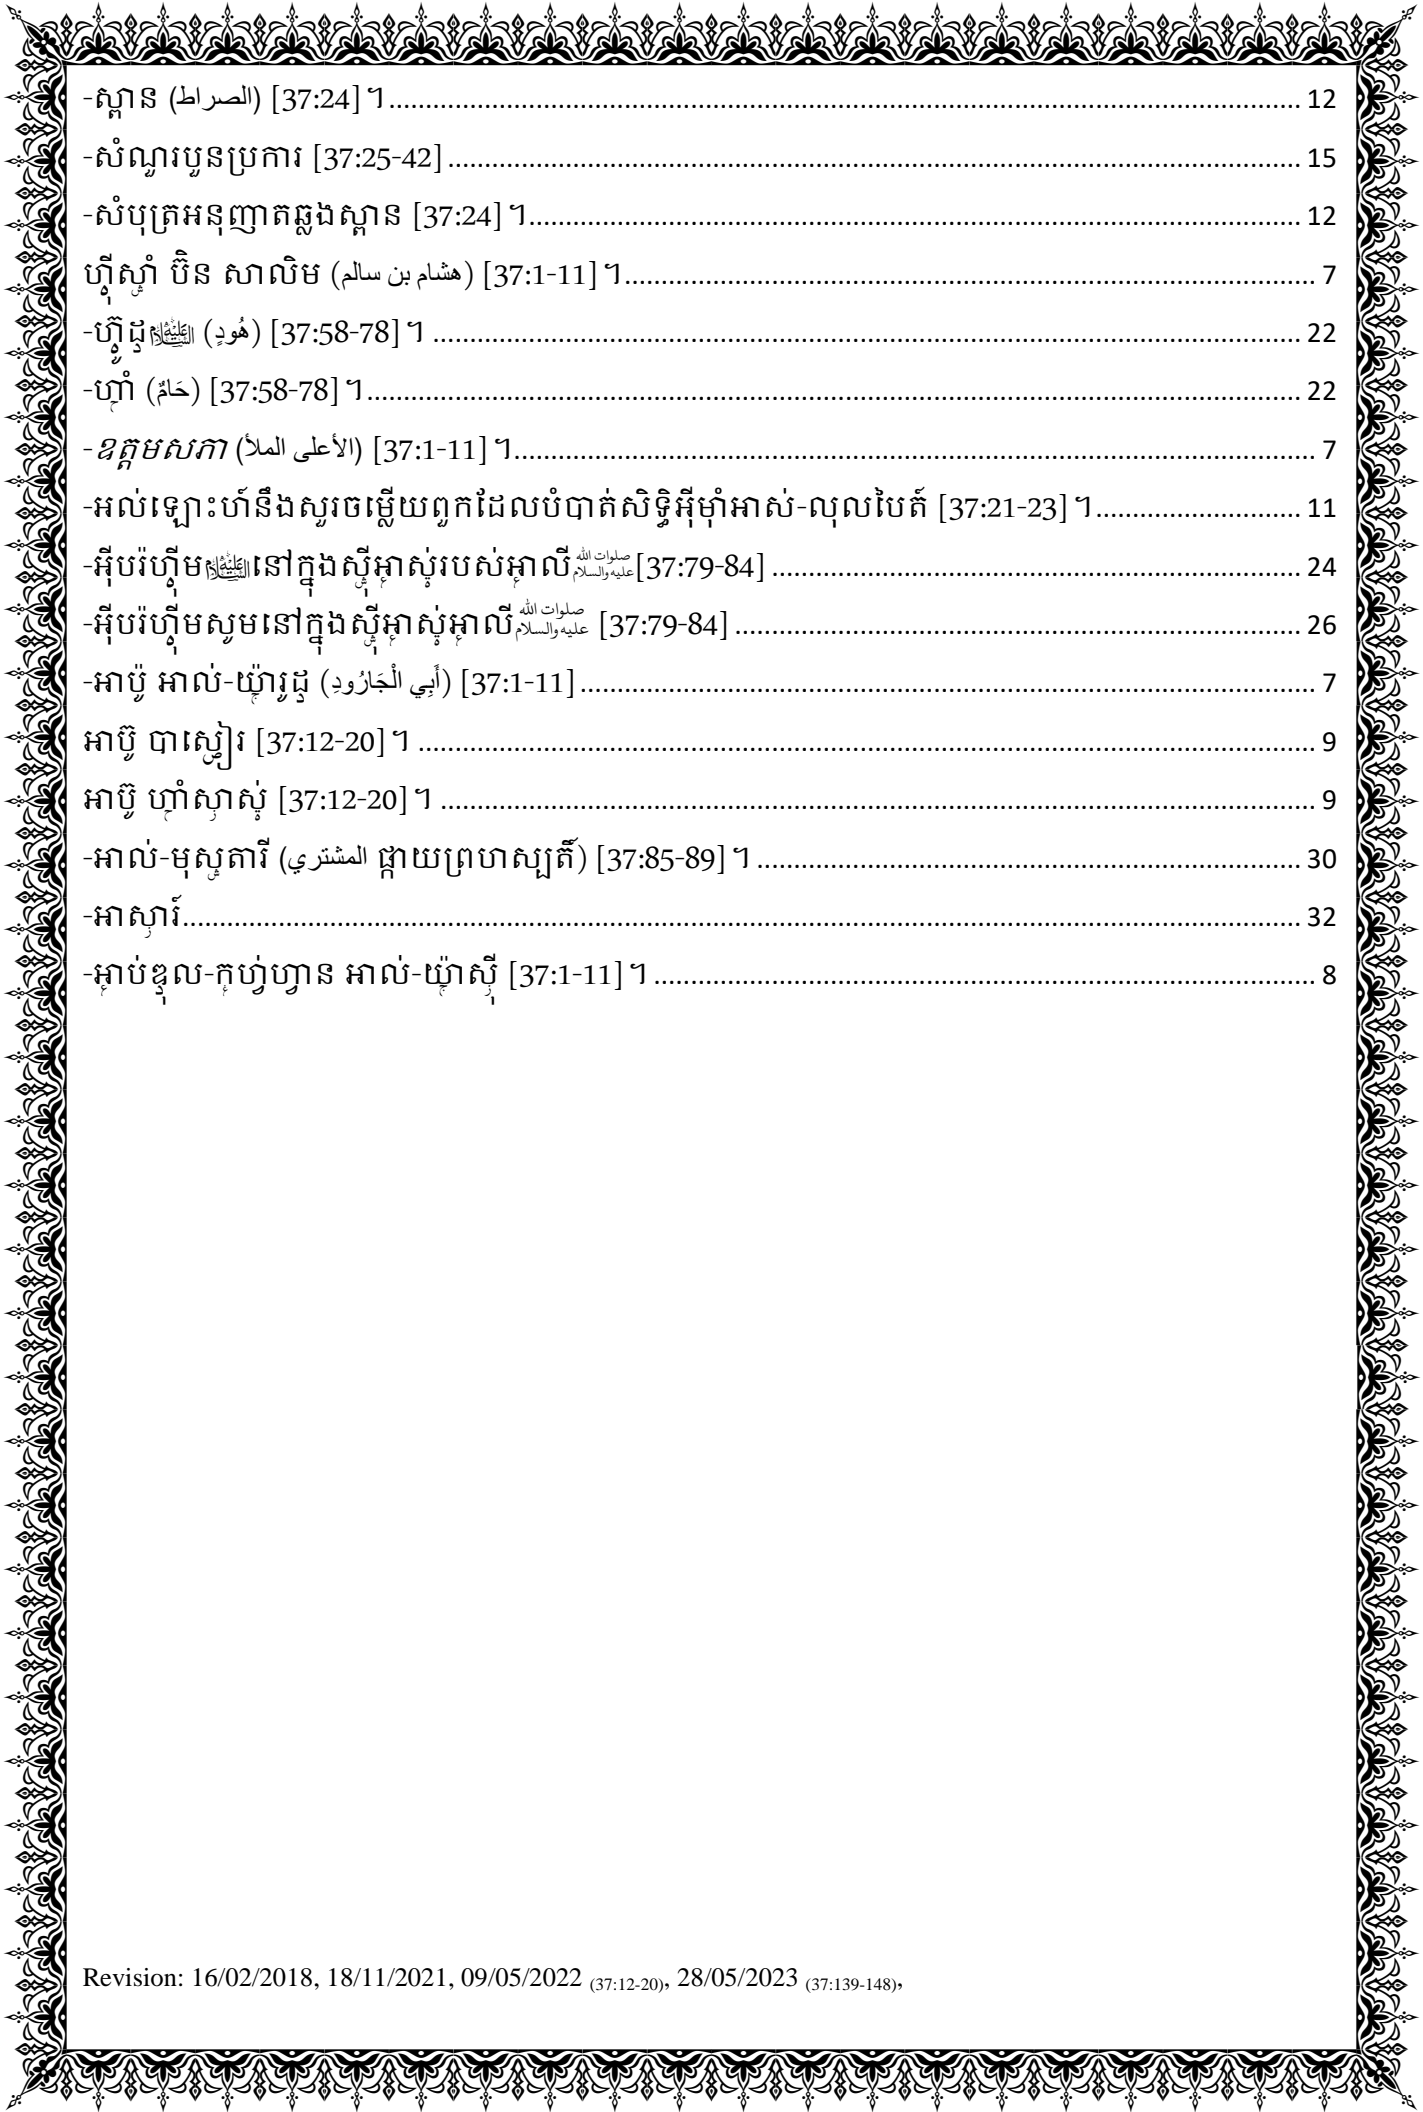 -ស្ពាន (الصراط) [37:24]។ 12
-សំណួរបួនប្រការ [37:25-42] 15
-សំបុត្រអនុញាតឆ្លងស្ពាន [37:24]។ 12
ហ៊ីស្ហាំ ប៊ិន សាលិម (هشام بن سالم) [37:1-11]។ 7
-ហ៊ូដ (هُودٍ) [37:58-78]។ 22
-ហាំ (حَامٌ) [37:58-78]។ 22
-ឧត្តមសភា (الأعلى الملأ) [37:1-11]។ 7
-អល់ឡោះហ៍នឹងសួរចម្លើយពួកដែលបំបាត់សិទ្ធិអ៊ីម៉ាំអាស់-លុលបៃត៍ [37:21-23]។ 11
-អ៊ីបរ៉ហ៊ីមنៅក្នុងស្ហ៊ីអាស់របស់អាលី صلوات الله عليه والسلام [37:79-84] 24
-អ៊ីបរ៉ហ៊ីមសូមនៅក្នុងស្ហ៊ីអាស់អាលី صلوات الله عليه والسلام [37:79-84] 26
-អាប៉ូ អាល់-យ៉ារូដ (أَبِي الْجَارُودِ) [37:1-11] 7
អាប៊ូ បាស្សៀរ [37:12-20]។ 9
អាប៊ូ ហាំសាស់ [37:12-20]។ 9
-អាល់-មុស្តារី (المشتري ផ្កាយព្រហស្បតិ៍) [37:85-89]។ 30
-អាសារ៍ 32
-អាប់ឌុល-កហ្វ់ហ្វាន អាល់-យ៉ាស៊ី [37:1-11]។ 8
Revision: 16/02/2018, 18/11/2021, 09/05/2022 (37:12-20), 28/05/2023 (37:139-148),